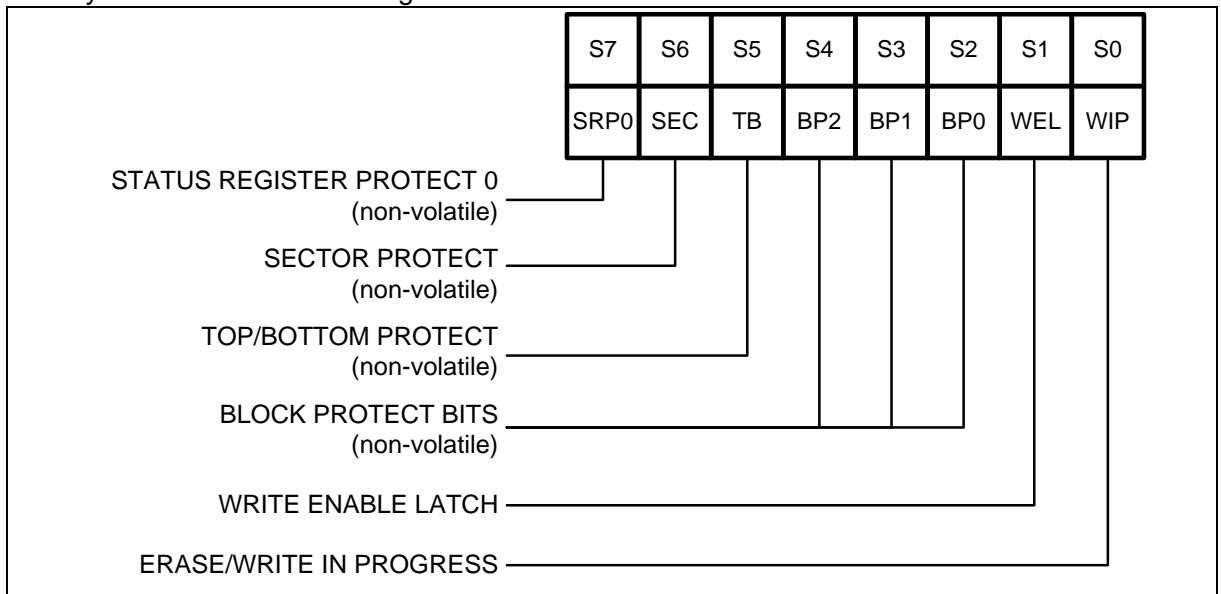 S7 S6 S5 S4 S3 S2 S1 S0
SRP0 SEC TB BP2 BP1 BP0 WEL WIP
STATUS REGISTER PROTECT 0
(non-volatile)
SECTOR PROTECT
(non-volatile)
TOP/BOTTOM PROTECT
(non-volatile)
BLOCK PROTECT BITS
(non-volatile)
WRITE ENABLE LATCH
ERASE/WRITE IN PROGRESS